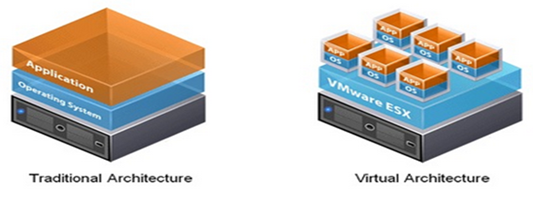 Application
Operating System
Traditional Architecture
APP
OS
APP
OS
APP
OS
APP
OS
APP
OS
APP
OS
VMware ESX
Virtual Architecture